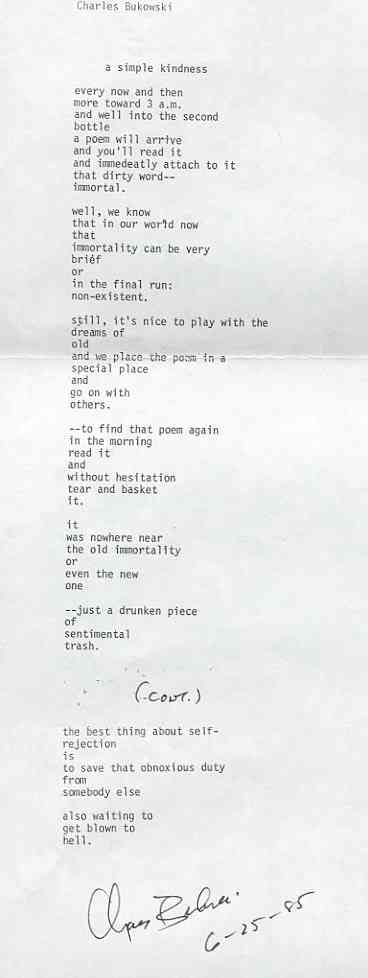 Charles Bukowski
a simple kindness
every now and then
more toward 3 a.m.
and well into the second
bottle
a poem will arrive
and you'll read it
and immedeatly attach to it
that dirty word--
immortal.
well, we know
that in our world now
that
immortality can be very
brief
or
in the final run:
non-existent.
still, it's nice to play with the
dreams of
old
and we place the poem in a
special place
and
go on with
others.
--to find that poem again
in the morning
read it
and
without hesitation
tear and basket
it.
it
was nowhere near
the old immortality
or
even the new
one
--just a drunken piece
of
sentimental
trash.
(cont.)
the best thing about self-
rejection
is
to save that obnoxious duty
from
somebody else
also waiting to
get blown to
hell.
6-25-85